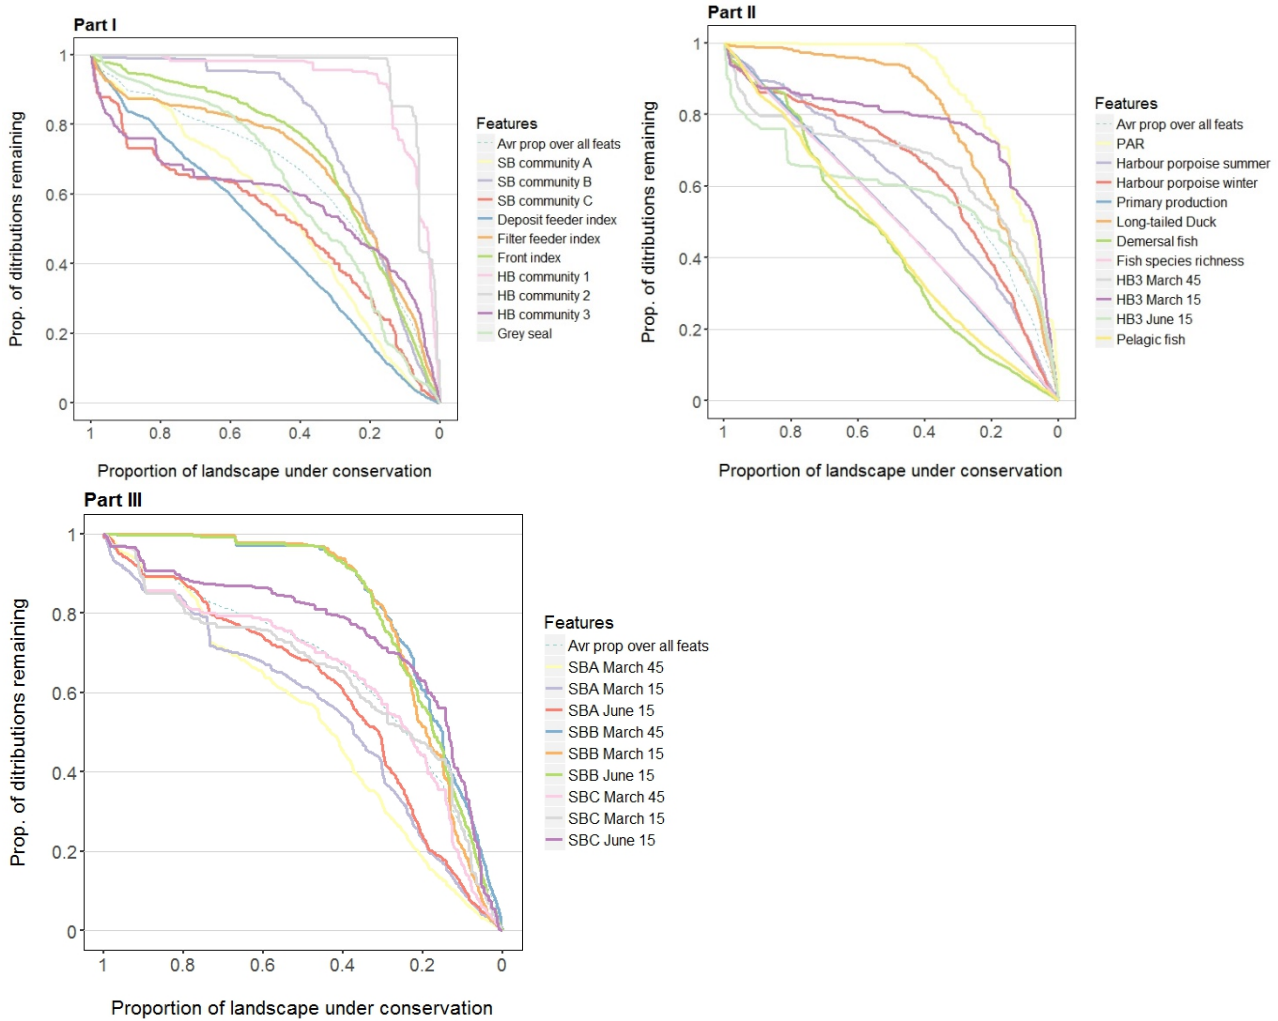 Part I
1
0.8
0.6
0.4
0.2
0
Prop. of ditributions remaining
1 0.8 0.6 0.4 0.2 0
Proportion of landscape under conservation
Features
Avr prop over all feats
SB community A
SB community B
SB community C
Deposit feeder index
Filter feeder index
Front index
HB community 1
HB community 2
HB community 3
Grey seal
Part II
1
0.8
0.6
0.4
0.2
0
Prop. of ditributions remaining
1 0.8 0.6 0.4 0.2 0
Proportion of landscape under conservation
Features
Avr prop over all feats
PAR
Harbour porpoise summer
Harbour porpoise winter
Primary production
Long-tailed Duck
Demersal fish
Fish species richness
HB3 March 45
HB3 March 15
HB3 June 15
Pelagic fish
Part III
1
0.8
0.6
0.4
0.2
0
Prop. of ditributions remaining
1 0.8 0.6 0.4 0.2 0
Proportion of landscape under conservation
Features
Avr prop over all feats
SBA March 45
SBA March 15
SBA June 15
SBB March 45
SBB March 15
SBB June 15
SBC March 45
SBC March 15
SBC June 15